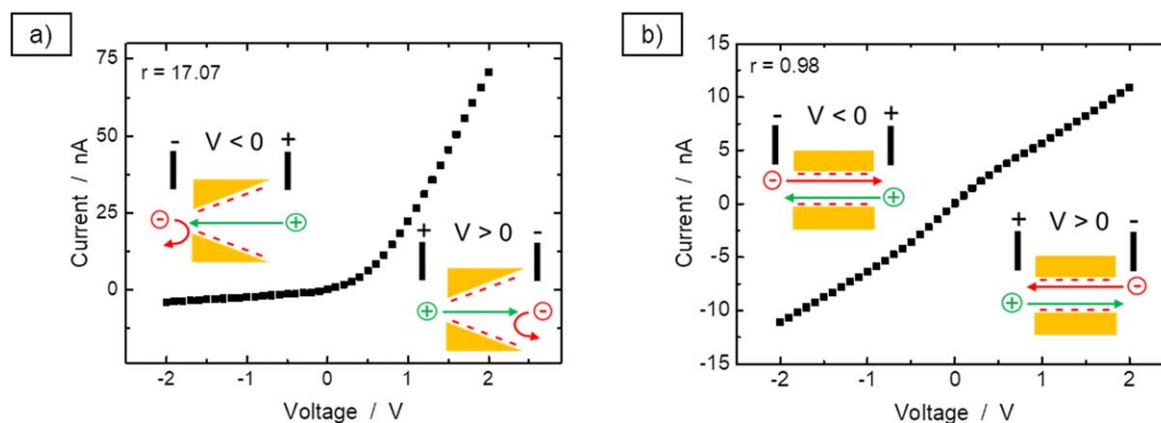 a)
r = 17.07
Current / nA
75
50
25
0
- V < 0 +
-
+
+ V > 0 -
+
-
-2 -1 0 1 2
Voltage / V
b)
r = 0.98
Current / nA
15
10
5
0
-5
-10
-15
- V < 0 +
-
+
+ V > 0 -
-
+
-2 -1 0 1 2
Voltage / V